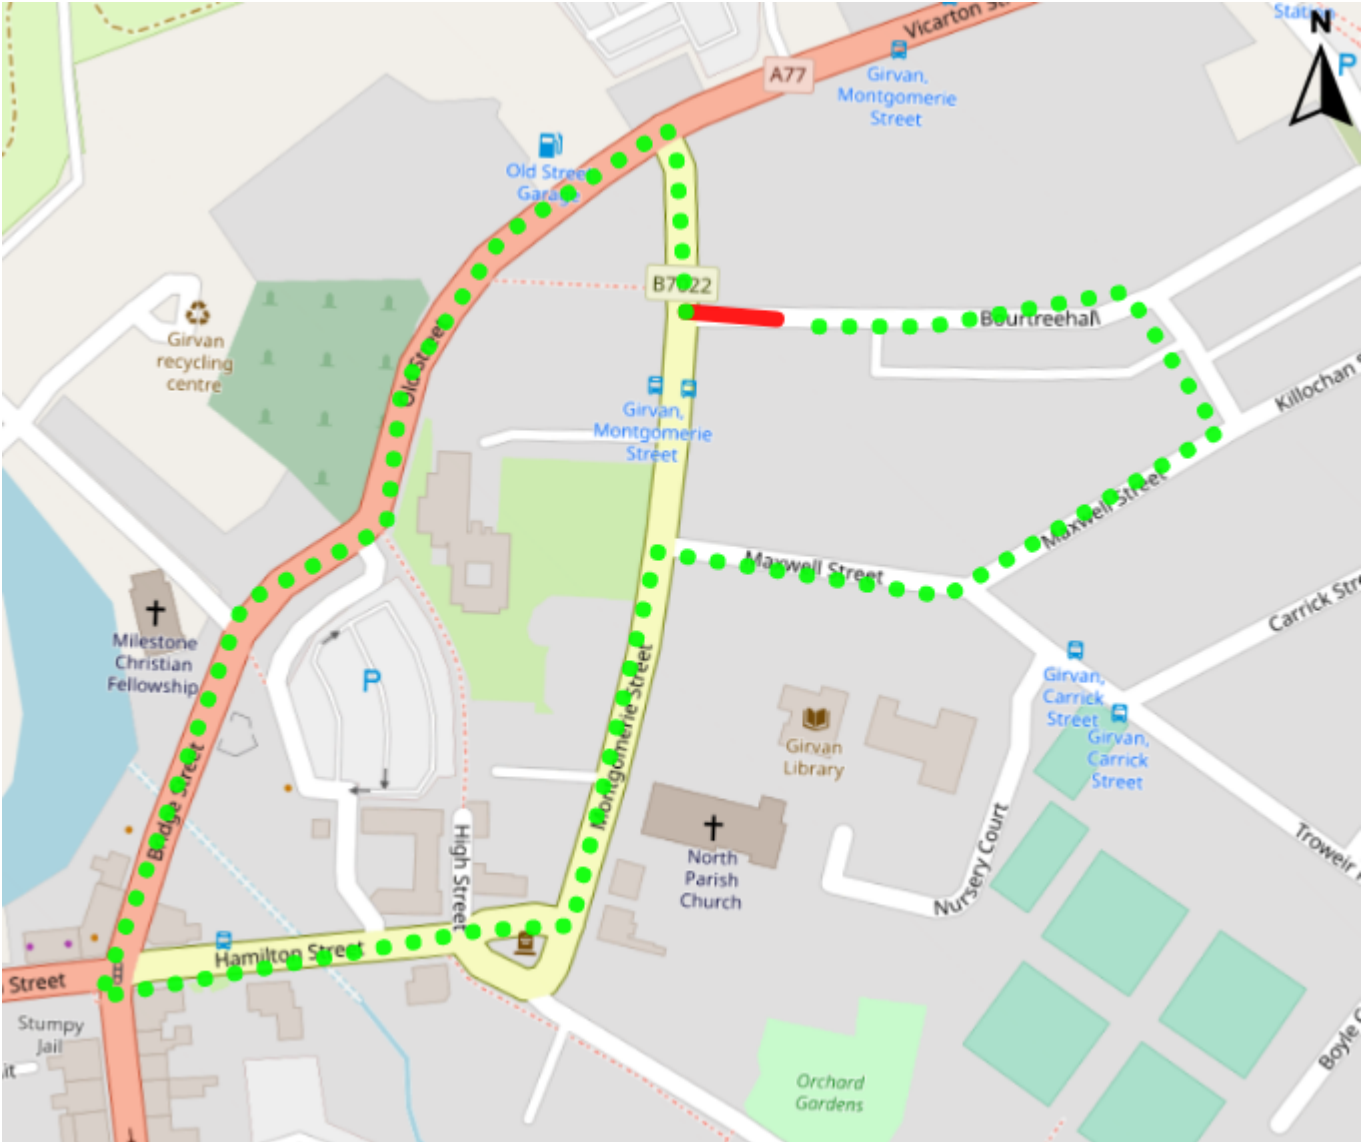 Vicarton St
Station
N
P
A77
Girvan,
Montgomerie
Street
Old Street
Garage
B7022
Bourtreehall
Girvan
recycling
centre
Old Street
Girvan,
Montgomerie
Street
Killochan
Maxwell Street
Maxwell Street
Carrick Stre
Milestone
Christian
Fellowship
P
Girvan,
Carrick
Street
Girvan,
Carrick
Street
Girvan
Library
Montgomerie Street
Bridge Street
High Street
North
Parish
Church
Nursery Court
Troweir
Hamilton Street
Street
Stumpy
Jail
it
Orchard
Gardens
Boyle